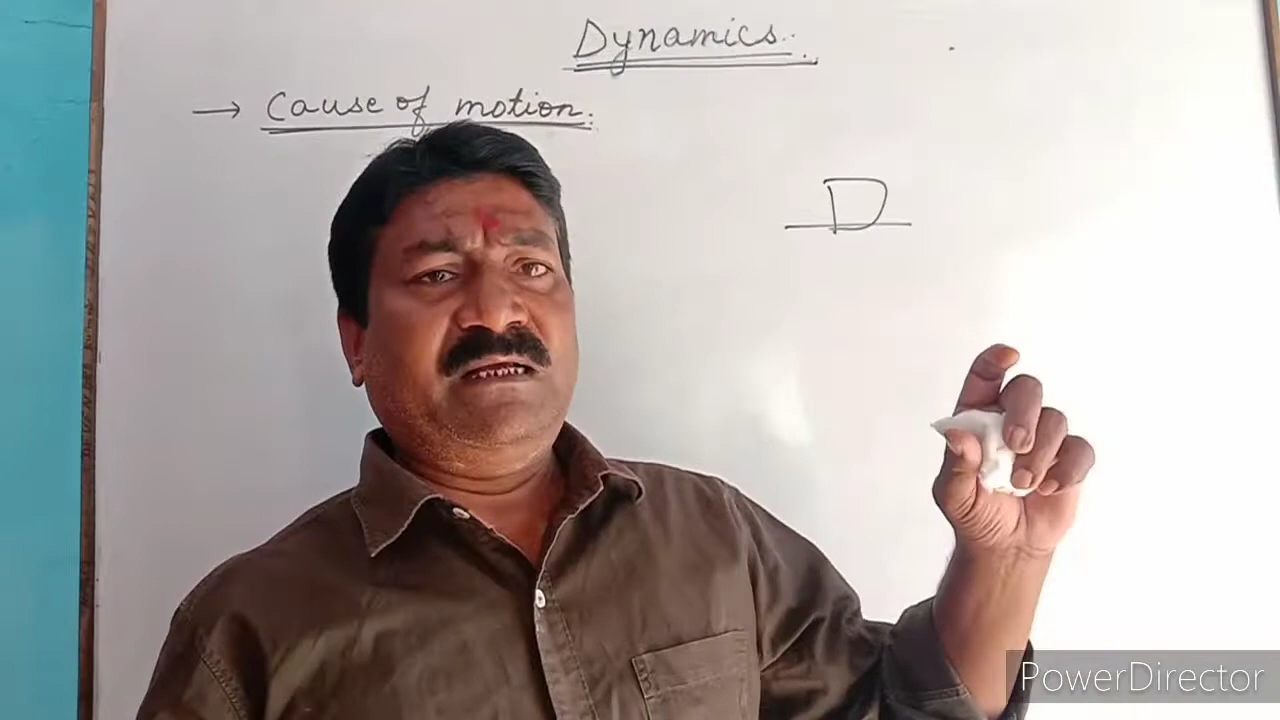 Dynamics..
→ Cause of motion.
D
PowerDirector